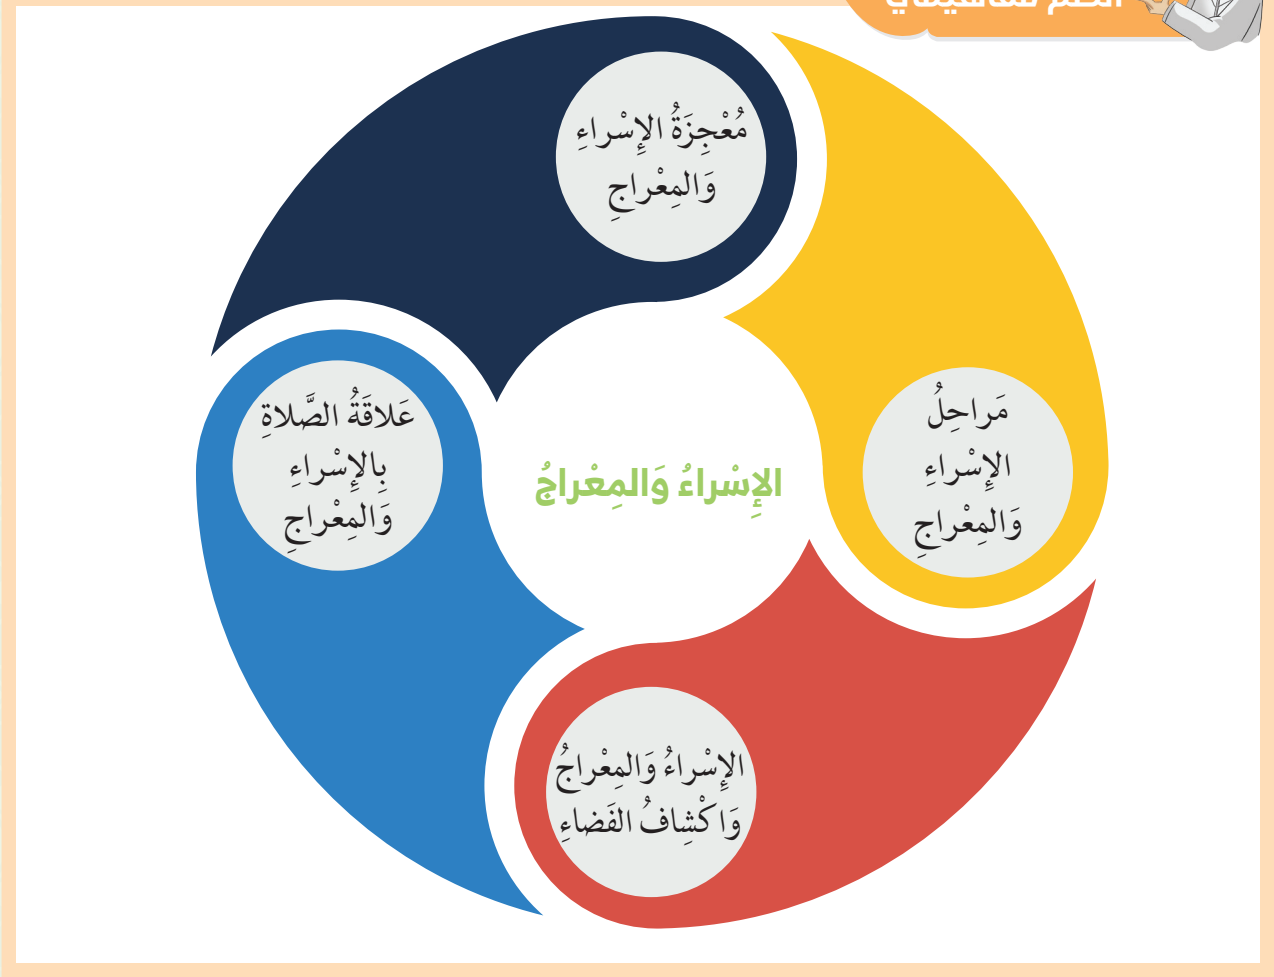 مُعْجِزَةُ الإِسْراءِ
وَالمِعْراجِ
مَراحِلُ
الإِسْراءِ
وَالمِعْراجِ
الإِسْراءُ وَالمِعْراجُ
عَلاقَةُ الصَّلاةِ
بِالإِسْراءِ
وَالمِعْراجِ
الإِسْراءُ وَالمِعْراجُ
وَاكْشِافُ الفَضاءِ